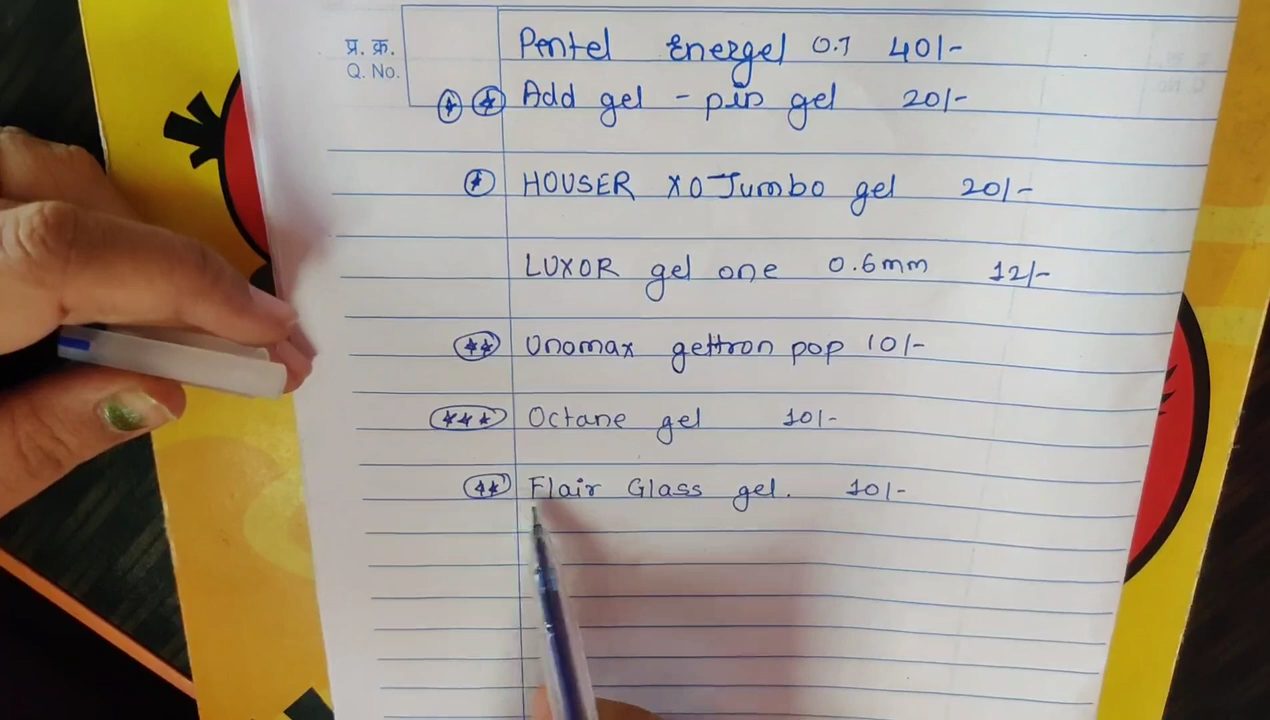 प्र. क्र.
Q. No.
Pentel Energel 0.7 40/-
Add gel - pin gel 20/-
HOUSER XO Jumbo gel 20/-
LUXOR gel one 0.6mm 12/-
Unomax geltron pop 10/-
Octane gel 10/-
Flair Glass gel. 10/-